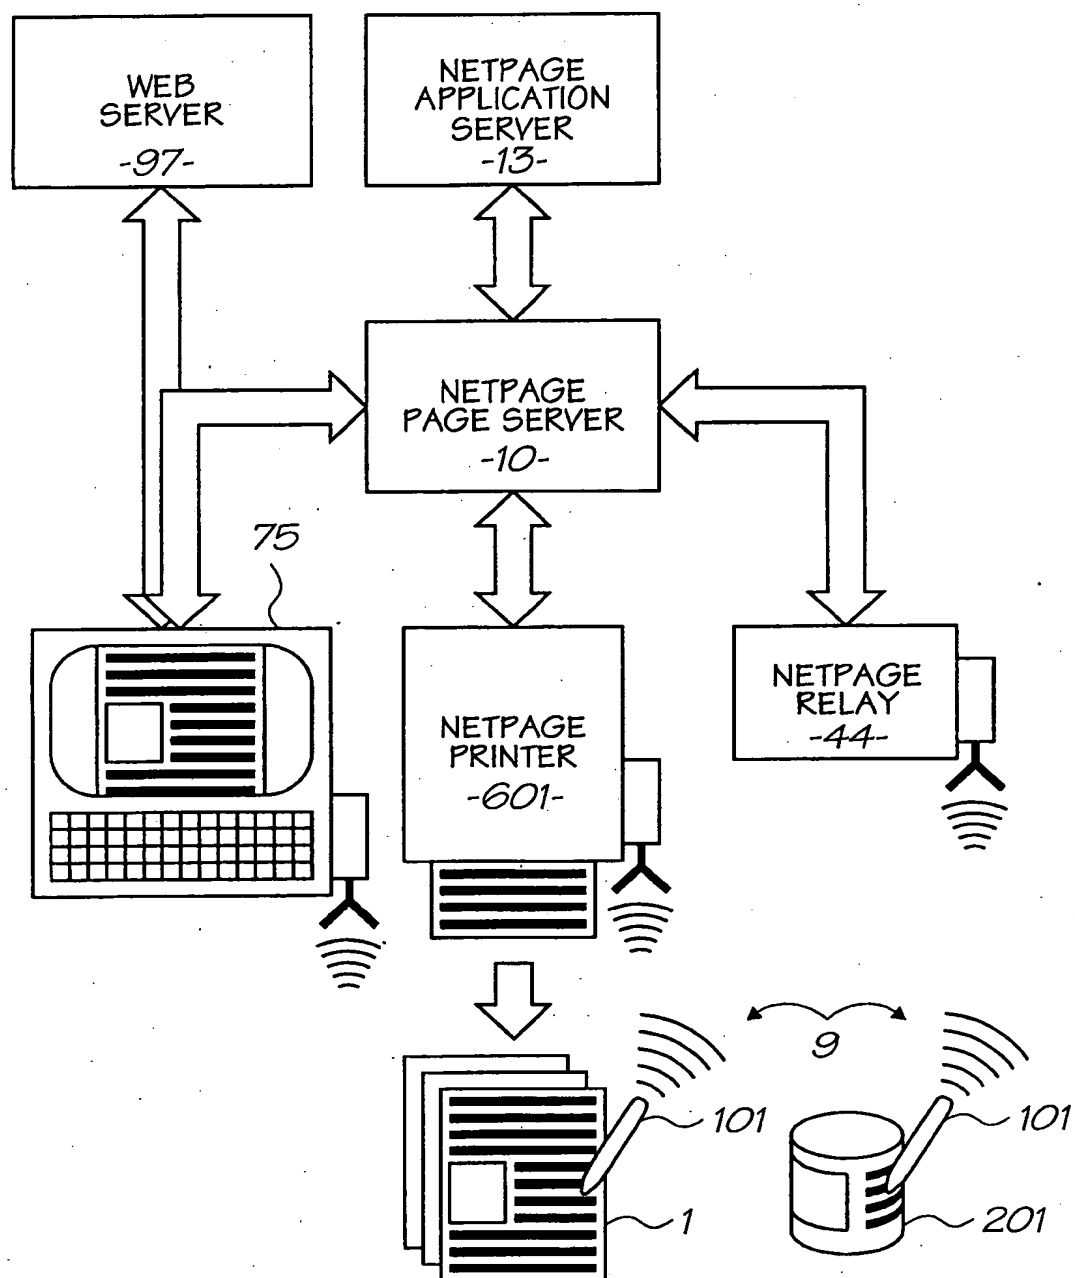 WEB
SERVER
-97-
NETPAGE
APPLICATION
SERVER
-13-
NETPAGE
PAGE SERVER
-10-
75
NETPAGE
PRINTER
-601-
NETPAGE
RELAY
-44-
9
101
101
1
201